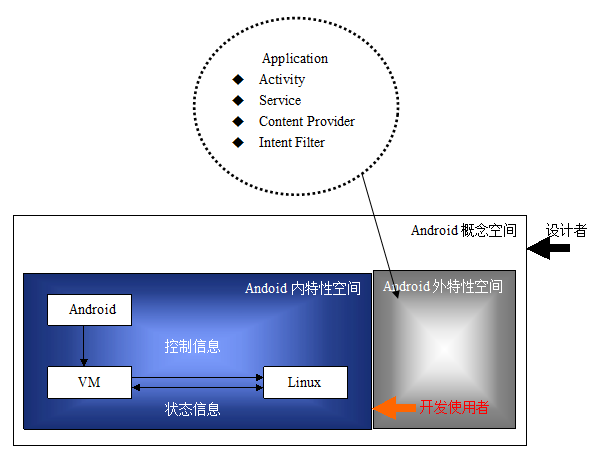 Application
Activity
Service
Content Provider
Intent Filter
Android 概念空间
设计者
Andoid 内特性空间
Android 外特性空间
Android
控制信息
VM
Linux
状态信息
开发使用者